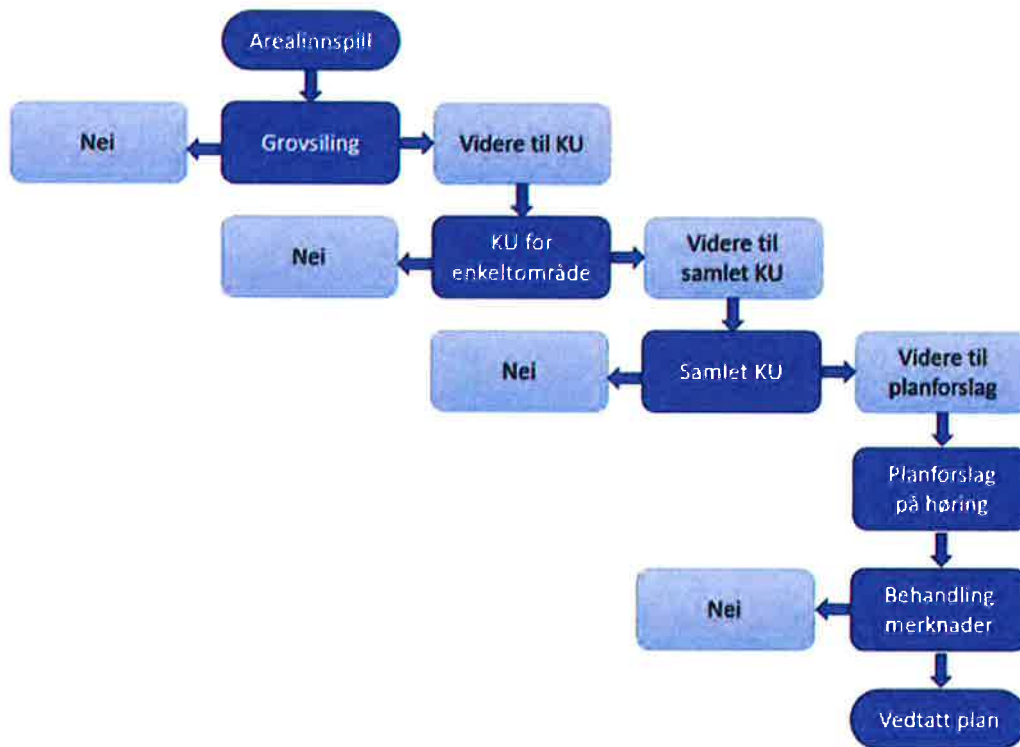 Arealinnspill
Nei
Grovsiling
Videre til KU
Nei
KU for
enkeltområde
Videre til
samlet KU
Nei
Samlet KU
Videre til
planforslag
Planforslag
på høring
Nei
Behandling
merknader
Vedtatt plan